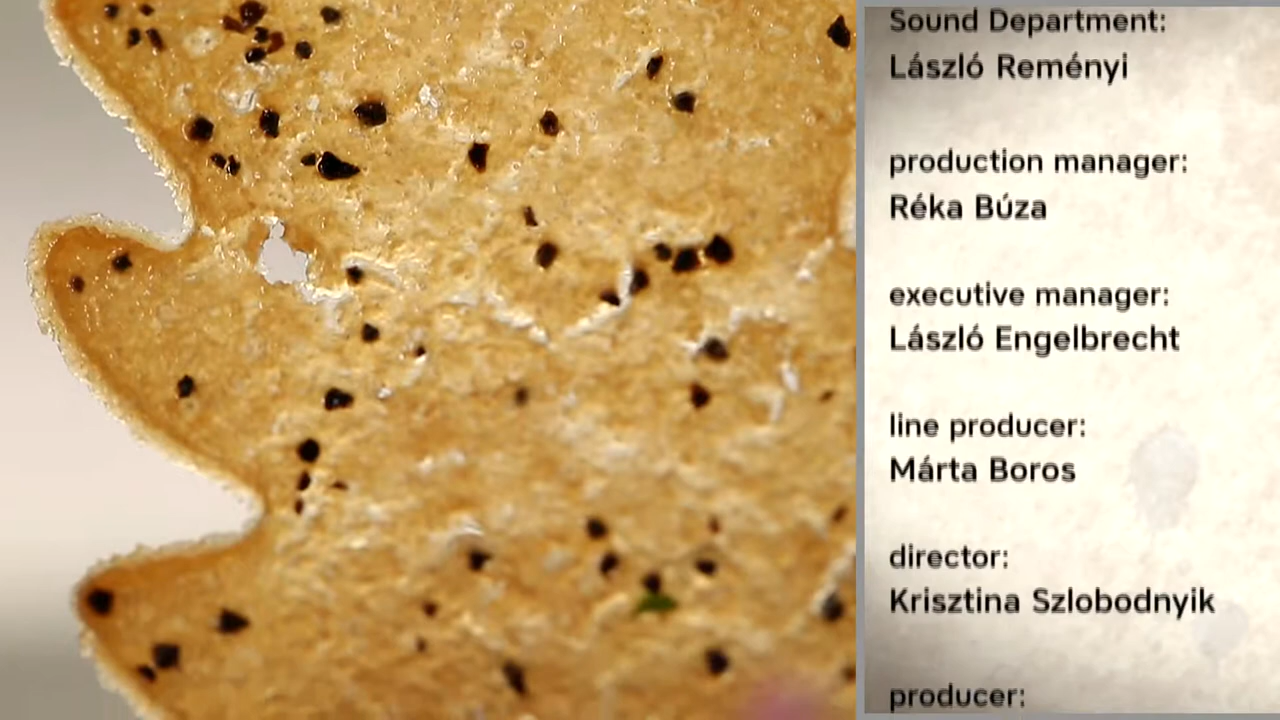 Sound Department:
László Reményi
production manager:
Réka Búza
executive manager:
László Engelbrecht
line producer:
Márta Boros
director:
Krisztina Szlobodnyik
producer: